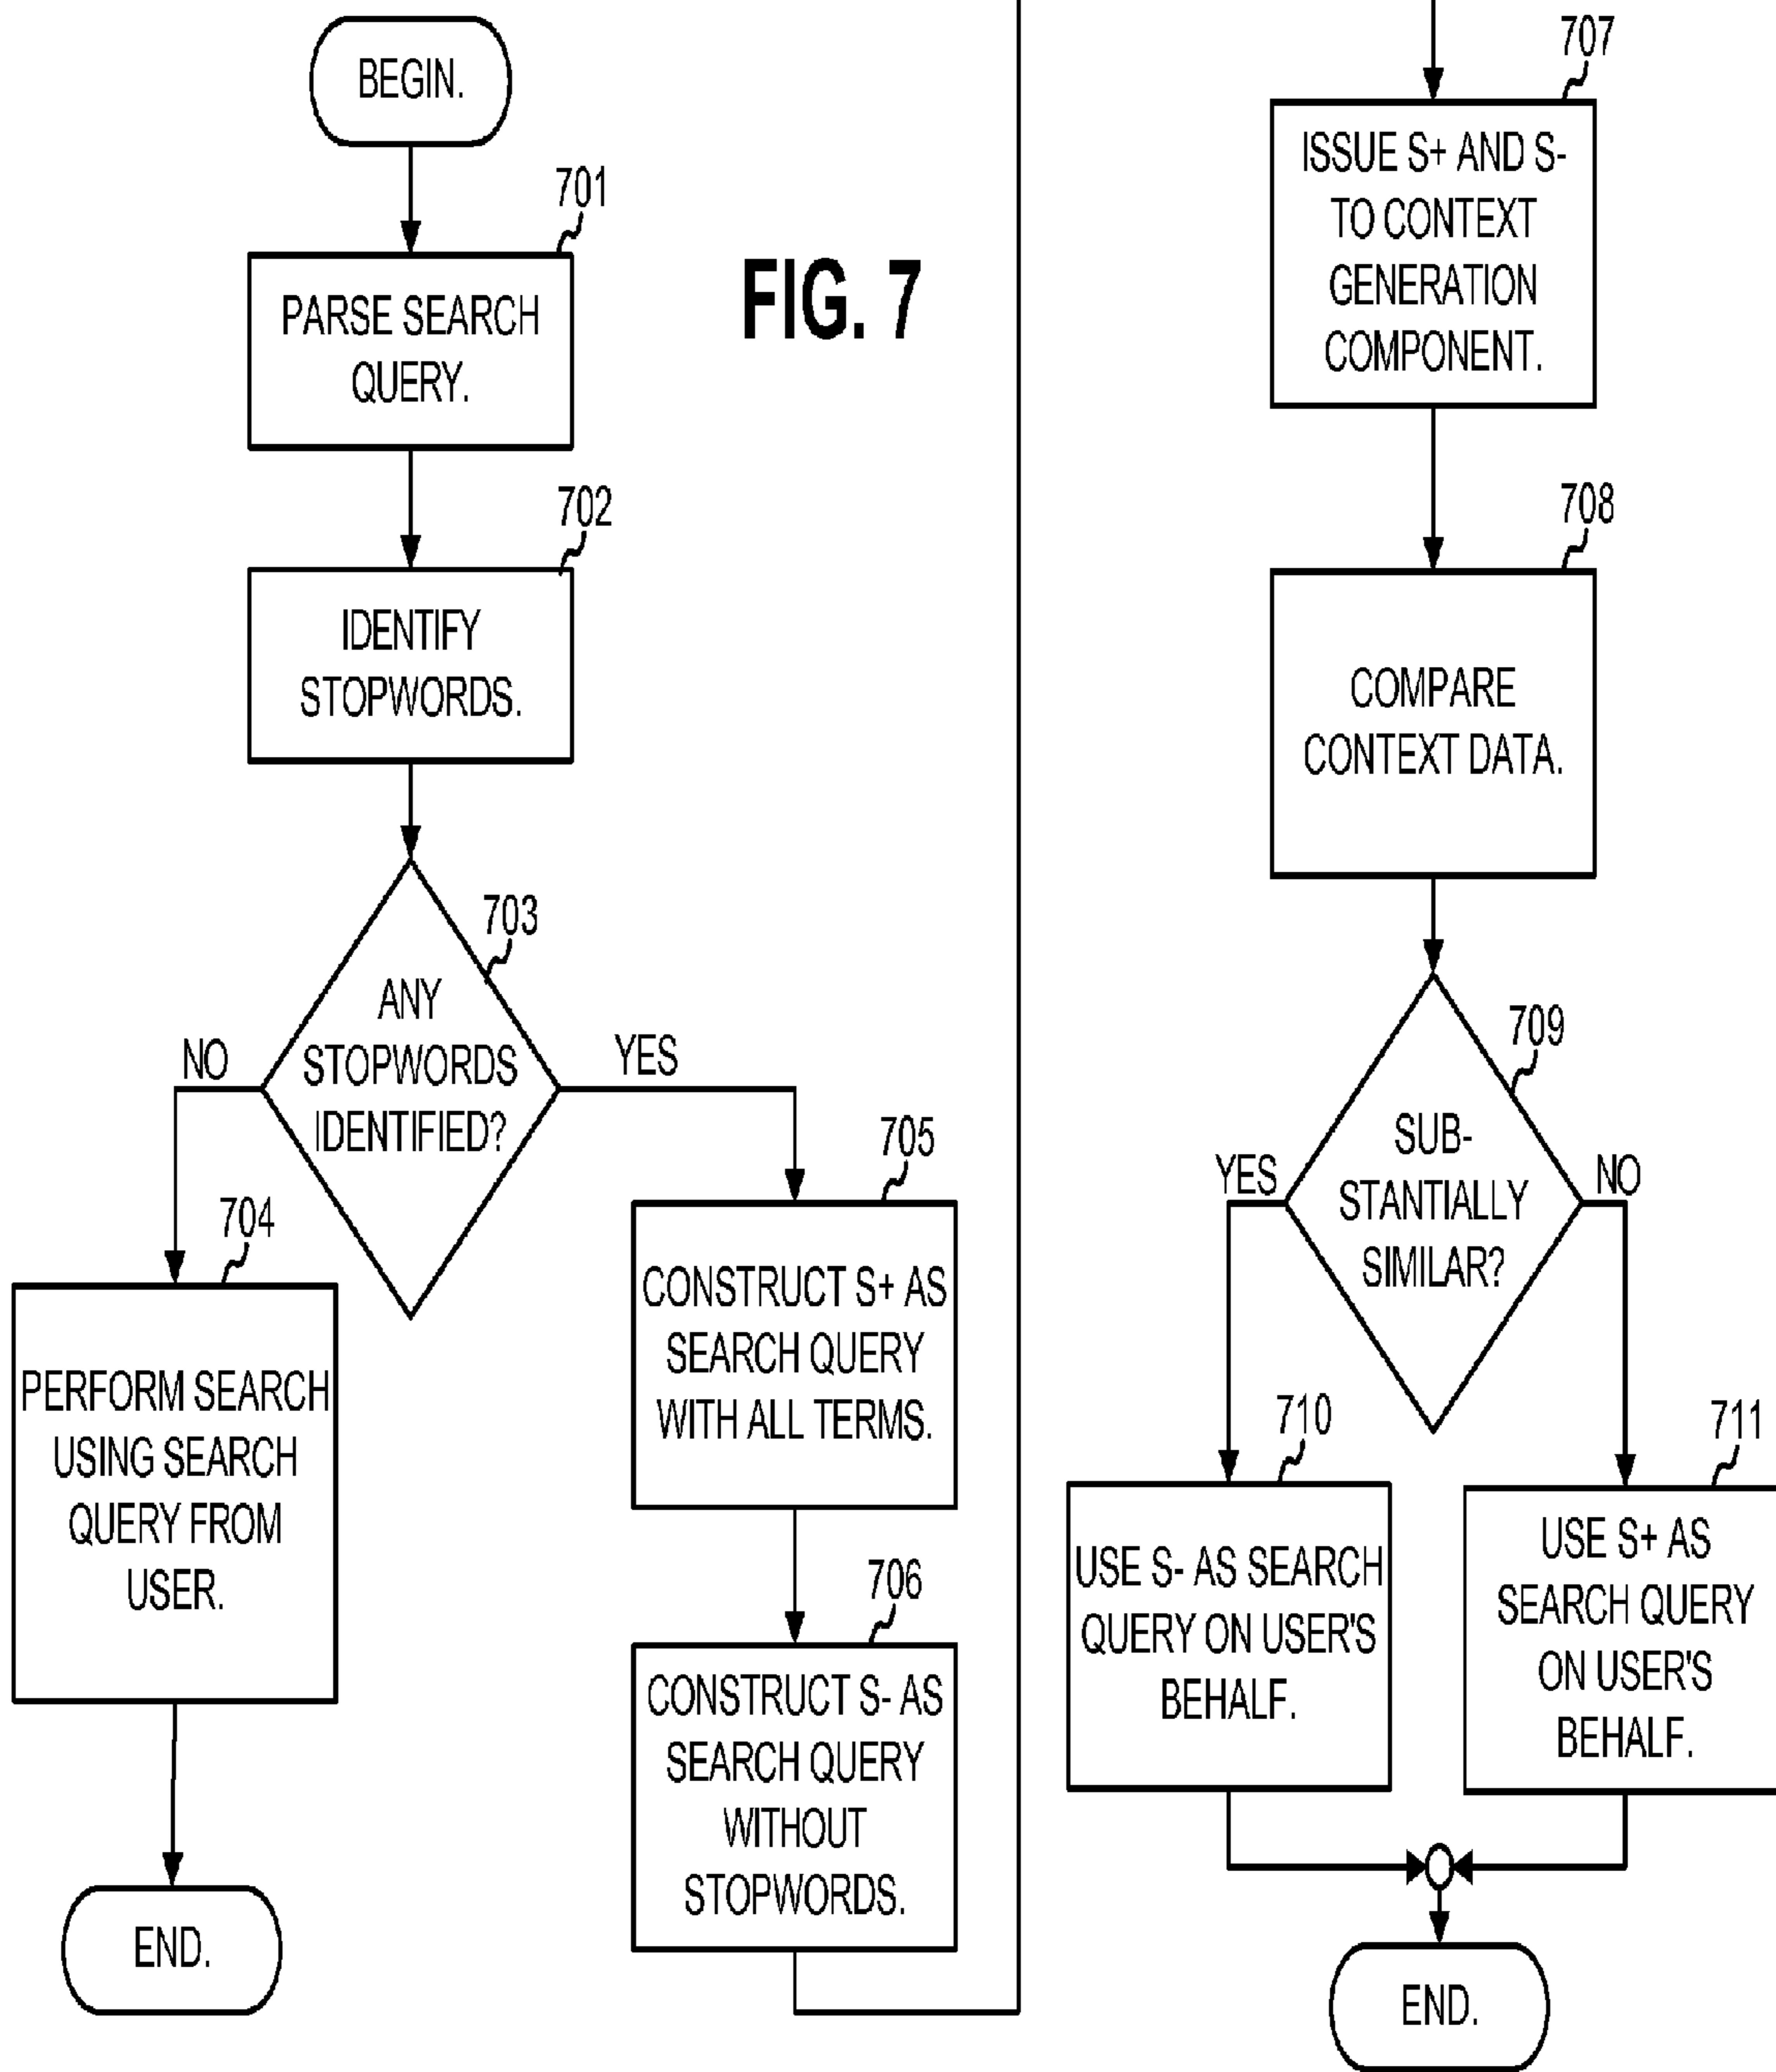 BEGIN.
701
PARSE SEARCH
QUERY.
702
IDENTIFY
STOPWORDS.
703
ANY
STOPWORDS
IDENTIFIED?
NO
YES
704
PERFORM SEARCH
USING SEARCH
QUERY FROM
USER.
END.
705
CONSTRUCT S+ AS
SEARCH QUERY
WITH ALL TERMS.
706
CONSTRUCT S- AS
SEARCH QUERY
WITHOUT
STOPWORDS.
FIG. 7
707
ISSUE S+ AND S-
TO CONTEXT
GENERATION
COMPONENT.
708
COMPARE
CONTEXT DATA.
709
SUB-
STANTIALLY
SIMILAR?
YES
NO
710
USE S- AS SEARCH
QUERY ON USER'S
BEHALF.
711
USE S+ AS
SEARCH QUERY
ON USER'S
BEHALF.
END.